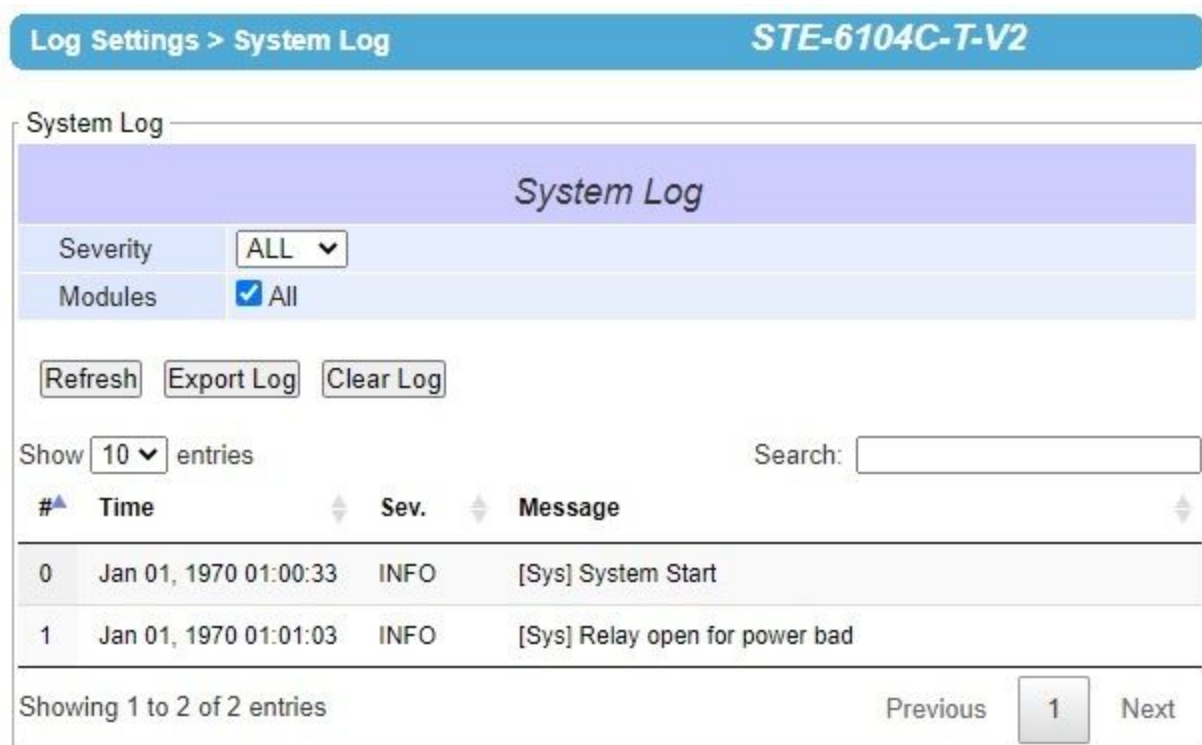 Log Settings > System Log STE-6104C-T-V2
System Log
System Log
Severity ALL
Modules All
Refresh Export Log Clear Log
Show 10 entries Search:
# Time Sev. Message
0 Jan 01, 1970 01:00:33 INFO [Sys] System Start
1 Jan 01, 1970 01:01:03 INFO [Sys] Relay open for power bad
Showing 1 to 2 of 2 entries Previous 1 Next